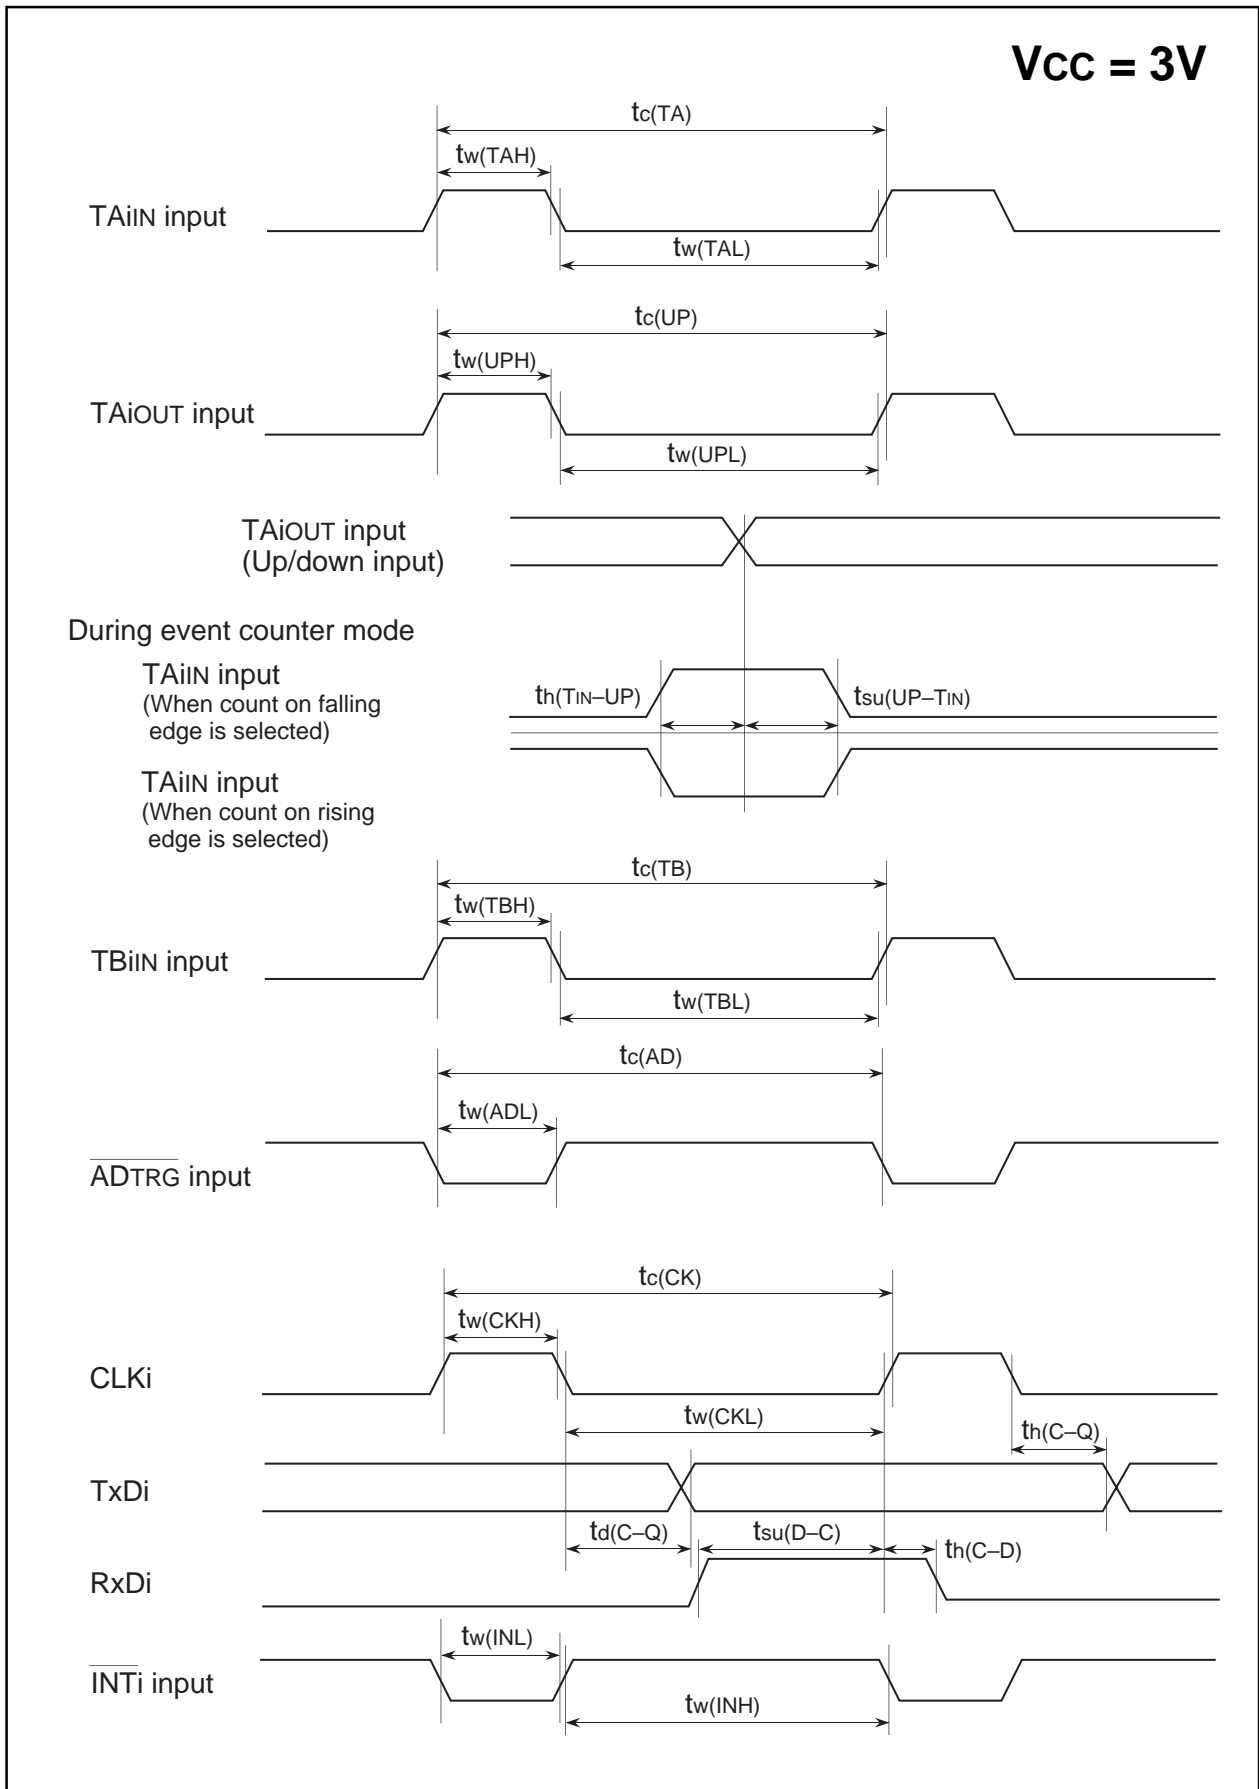 VCC = 3V
tc(TA)
tw(TAH)
TAiIN input
tw(TAL)
tc(UP)
tw(UPH)
TAiOUT input
tw(UPL)
TAiOUT input
(Up/down input)
During event counter mode
TAiIN input
(When count on falling
edge is selected)
th(TIN–UP)
tsu(UP–TIN)
TAiIN input
(When count on rising
edge is selected)
tc(TB)
tw(TBH)
TBiIN input
tw(TBL)
tc(AD)
tw(ADL)
ADTRG input
tc(CK)
tw(CKH)
CLKi
tw(CKL)
th(C–Q)
TxDi
td(C–Q)
tsu(D–C)
th(C–D)
RxDi
tw(INL)
INTi input
tw(INH)